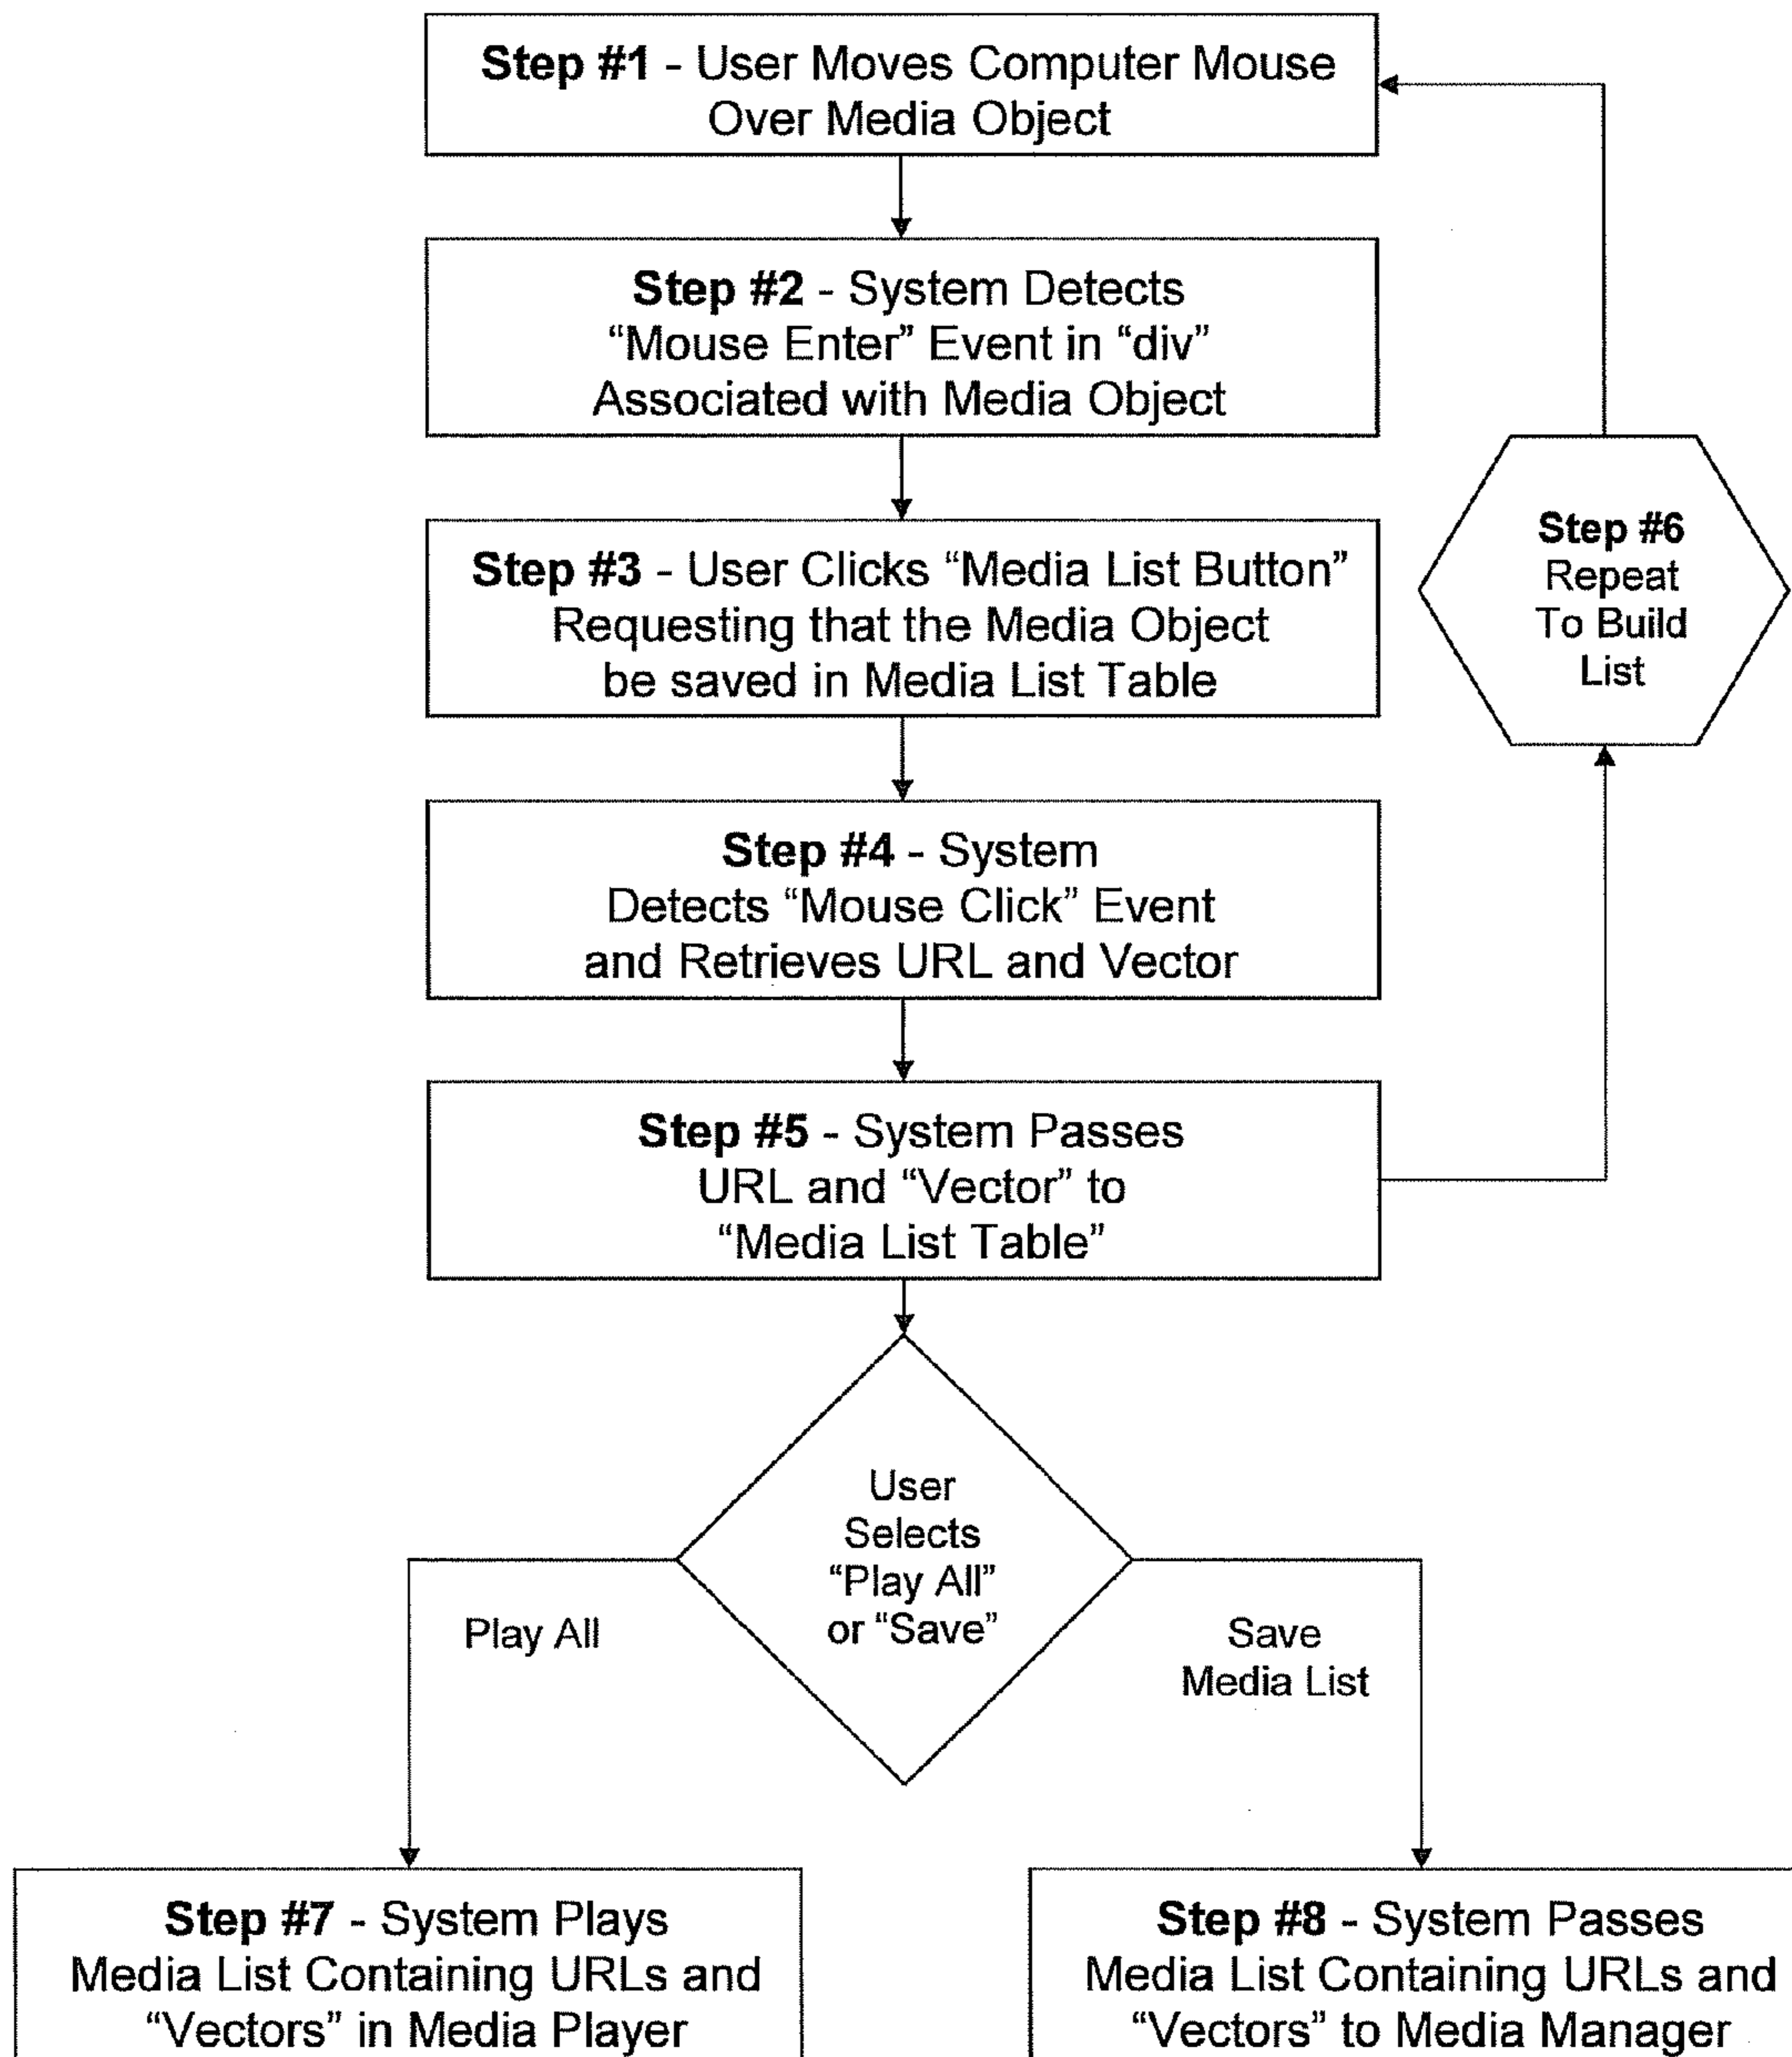 Step #1 - User Moves Computer Mouse
Over Media Object
Step #2 - System Detects
“Mouse Enter” Event in “div”
Associated with Media Object
Step #3 - User Clicks “Media List Button”
Requesting that the Media Object
be saved in Media List Table
Step #6
Repeat
To Build
List
Step #4 - System
Detects “Mouse Click” Event
and Retrieves URL and Vector
Step #5 - System Passes
URL and “Vector” to
“Media List Table”
User
Selects
“Play All”
or “Save”
Play All
Save
Media List
Step #7 - System Plays
Media List Containing URLs and
“Vectors” in Media Player
Step #8 - System Passes
Media List Containing URLs and
“Vectors” to Media Manager